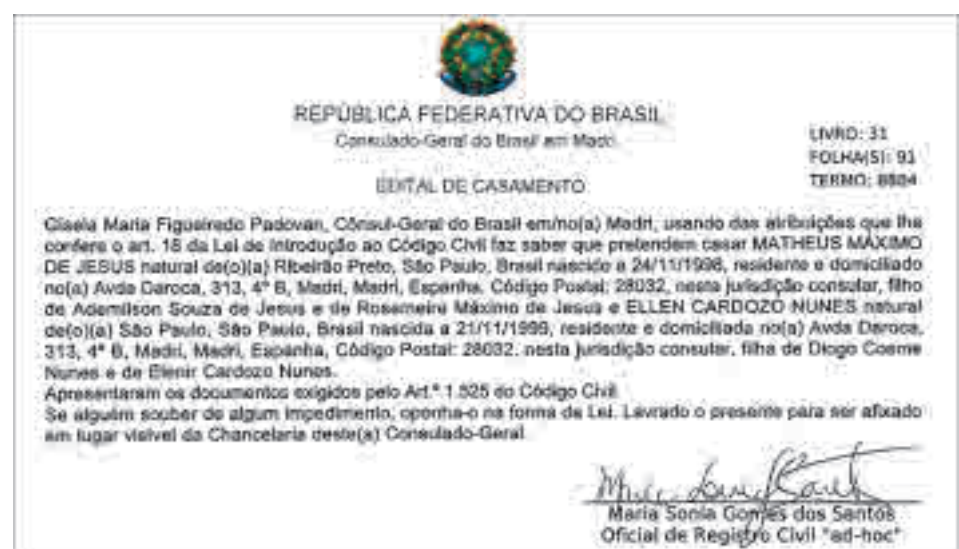 REPÚBLICA FEDERATIVA DO BRASIL
Consulado-Geral do Brasil em Madri
LIVRO: 31
FOLHA(S): 91
TERMO: 8804
EDITAL DE CASAMENTO
Gisela Maria Figueiredo Padovan, Cônsul-Geral do Brasil em/no(a) Madri, usando das atribuições que lhe
confere o art. 18 da Lei de Introdução ao Código Civil faz saber que pretendem casar MATHEUS MÁXIMO
DE JESUS natural de(o)(a) Ribeirão Preto, São Paulo, Brasil nascido a 24/11/1998, residente e domiciliado
no(a) Avda Daroca, 313, 4º B, Madri, Madri, Espanha, Código Postal: 28032, nesta jurisdição consular, filho
de Ademilson Souza de Jesus e de Rosemeire Máximo de Jesus e ELLEN CARDOZO NUNES natural
de(o)(a) São Paulo, São Paulo, Brasil nascida a 21/11/1999, residente e domiciliada no(a) Avda Daroca,
313, 4º B, Madri, Madri, Espanha, Código Postal: 28032, nesta jurisdição consular, filha de Diogo Cosme
Nunes e de Elenir Cardozo Nunes.
Apresentaram os documentos exigidos pelo Art.º 1.525 do Código Civil
Se alguém souber de algum impedimento, oponha-o na forma da Lei. Lavrado o presente para ser afixado
em lugar visível da Chancelaria deste(a) Consulado-Geral
Maria Sonia Gomes dos Santos
Oficial de Registro Civil "ad-hoc"